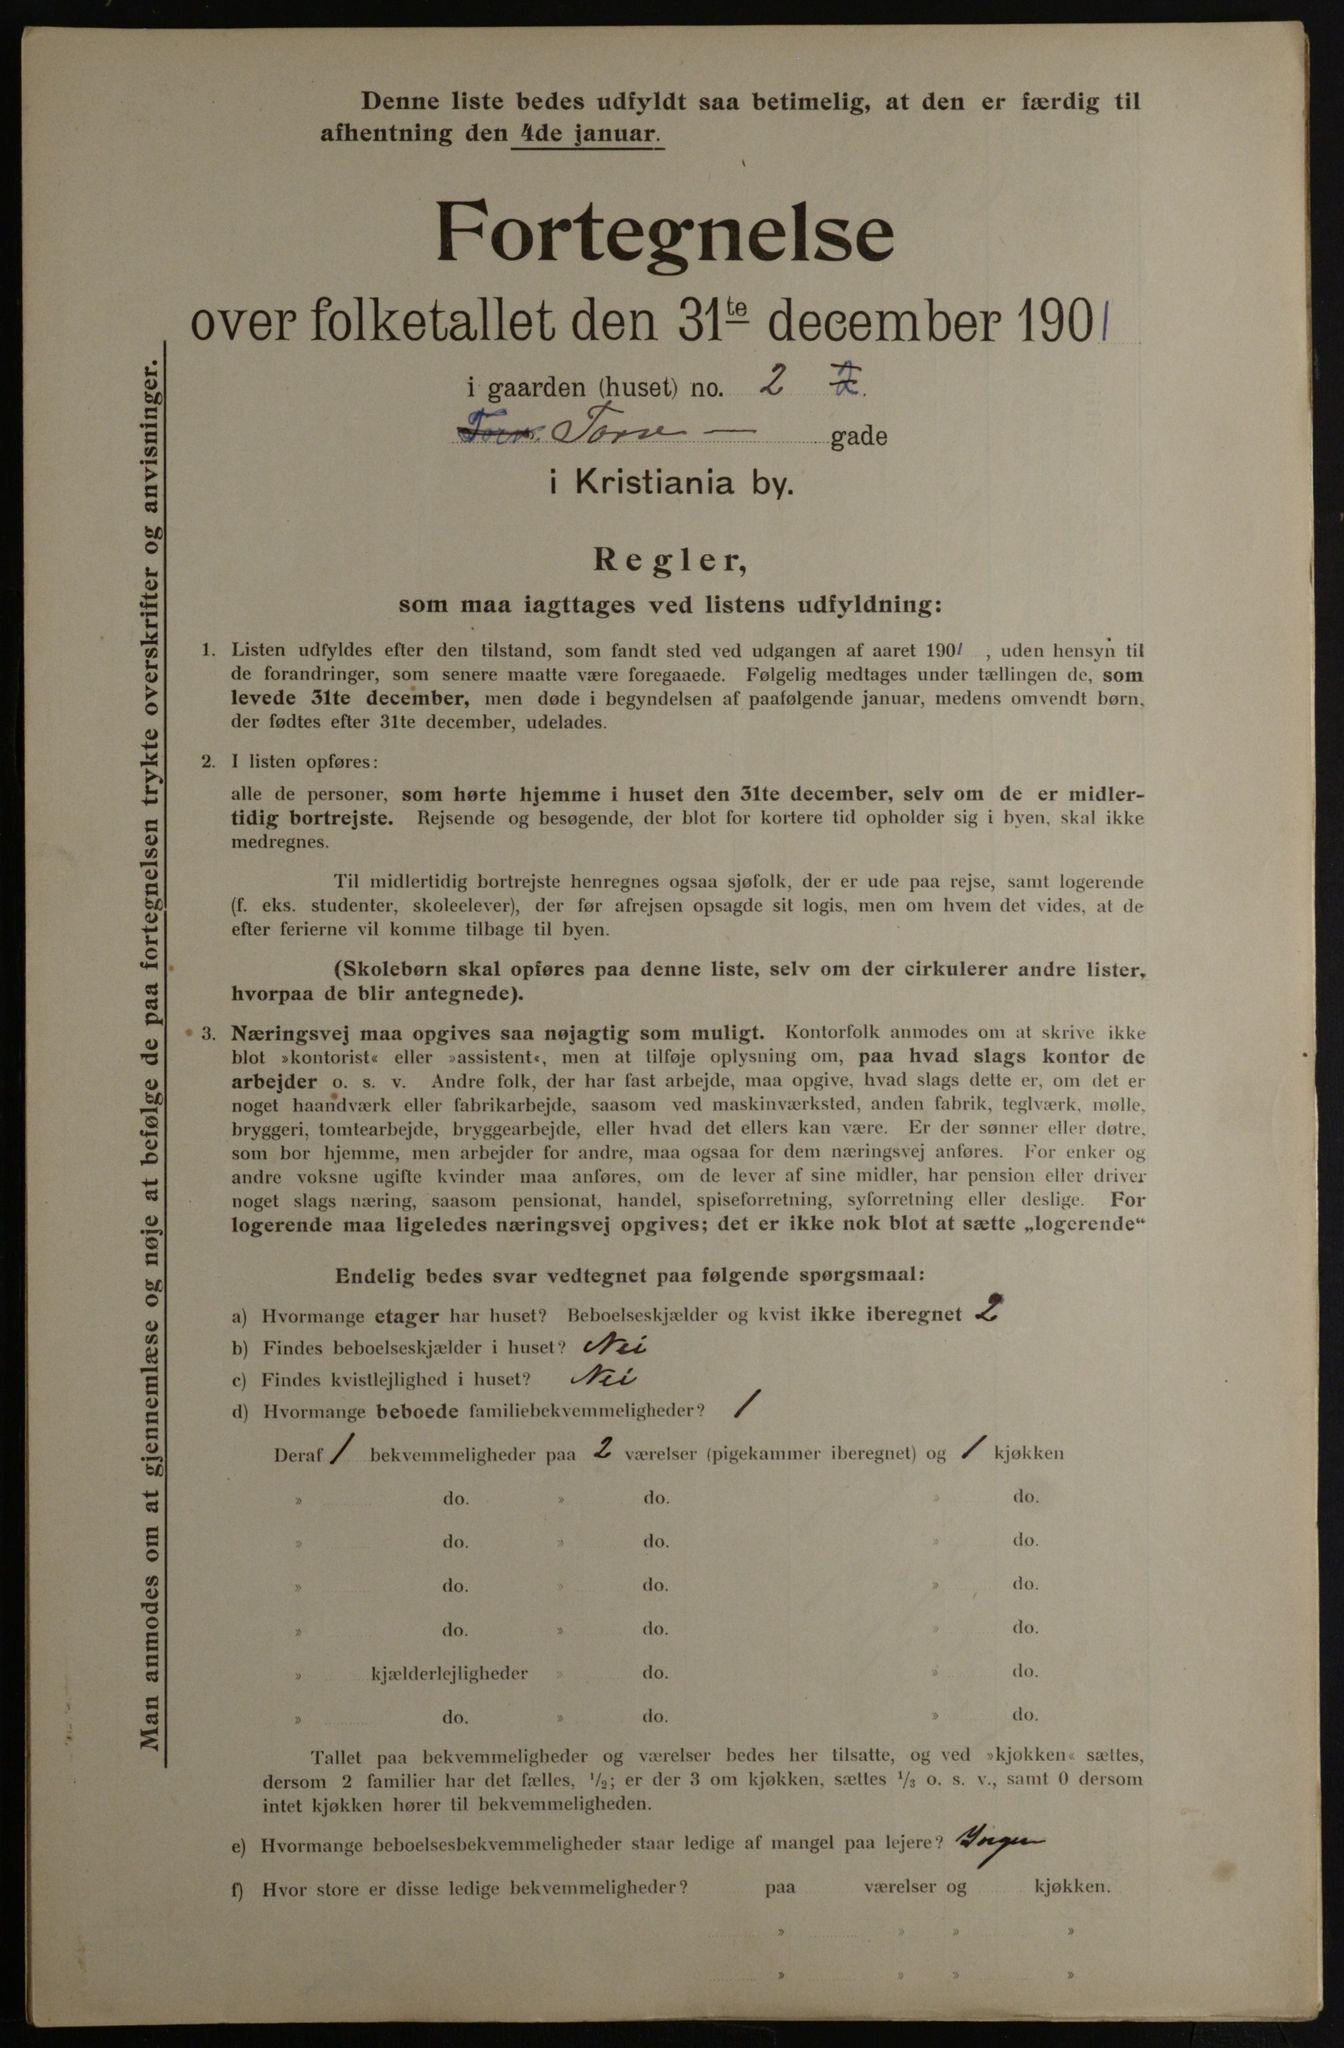 Denne liste bedes udfyldt saa betimelig, at den er færdig til
afhentning den 4de januar.
Fortegnelse
over folketallet den 31te december 1901
i gaarden (huset) no. 2
Torse — gade
i Kristiania by.
Regler,
som maa iagttages ved listens udfyldning:
1. Listen udfyldes efter den tilstand, som fandt sted ved udgangen af aaret 1901 , uden hensyn til
de forandringer, som senere maatte være foregaaede. Følgelig medtages under tællingen de, som
levede 31te december, men døde i begyndelsen af paafølgende januar, medens omvendt børn,
der fødtes efter 31te december, udelades.
2. I listen opføres:
alle de personer, som hørte hjemme i huset den 31te december, selv om de er midler-
tidig bortrejste. Rejsende og besøgende, der blot for kortere tid opholder sig i byen, skal ikke
medregnes.
Til midlertidig bortrejste henregnes ogsaa sjøfolk, der er ude paa rejse, samt logerende
(f. eks. studenter, skoleelever), der før afrejsen opsagde sit logis, men om hvem det vides, at de
efter ferierne vil komme tilbage til byen.
(Skolebørn skal opføres paa denne liste, selv om der cirkulerer andre lister,
hvorpaa de blir antegnede).
3. Næringsvej maa opgives saa nøjagtig som muligt. Kontorfolk anmodes om at skrive ikke
blot »kontorist« eller »assistent«, men at tilføje oplysning om, paa hvad slags kontor de
arbejder o. s. v. Andre folk, der har fast arbejde, maa opgive, hvad slags dette er, om det er
noget haandværk eller fabrikarbejde, saasom ved maskinværksted, anden fabrik, teglværk, mølle,
bryggeri, tomtearbejde, bryggearbejde, eller hvad det ellers kan være. Er der sønner eller døtre,
som bor hjemme, men arbejder for andre, maa ogsaa for dem næringsvej anføres. For enker og
andre voksne ugifte kvinder maa anføres, om de lever af sine midler, har pension eller driver
noget slags næring, saasom pensionat, handel, spiseforretning, syforretning eller deslige. For
logerende maa ligeledes næringsvej opgives; det er ikke nok blot at sætte „logerende“
Endelig bedes svar vedtegnet paa følgende spørgsmaal:
a) Hvormange etager har huset? Beboelseskjælder og kvist ikke iberegnet 2
b) Findes beboelseskjælder i huset? Nei
c) Findes kvistlejlighed i huset? Nei
d) Hvormange beboede familiebekvemmeligheder? 1
Deraf 1 bekvemmeligheder paa 2 værelser (pigekammer iberegnet) og 1 kjøkken
» do. » do. » do.
» do. » do. » do.
» do. » do. » do.
» do. » do. » do.
» kjælderlejligheder » do. » do.
» do. » do. » do.
Tallet paa bekvemmeligheder og værelser bedes her tilsatte, og ved »kjøkken« sættes,
dersom 2 familier har det fælles, 1/2; er der 3 om kjøkken, sættes 1/3 o. s. v., samt 0 dersom
intet kjøkken hører til bekvemmeligheden.
e) Hvormange beboelsesbekvemmeligheder staar ledige af mangel paa lejere? Ingen
f) Hvor store er disse ledige bekvemmeligheder? paa værelser og kjøkken.
» » » »
» » » »
Man anmodes om at gjennemlæse og nøje at befølge de paa fortegnelsen trykte overskrifter og anvisninger.